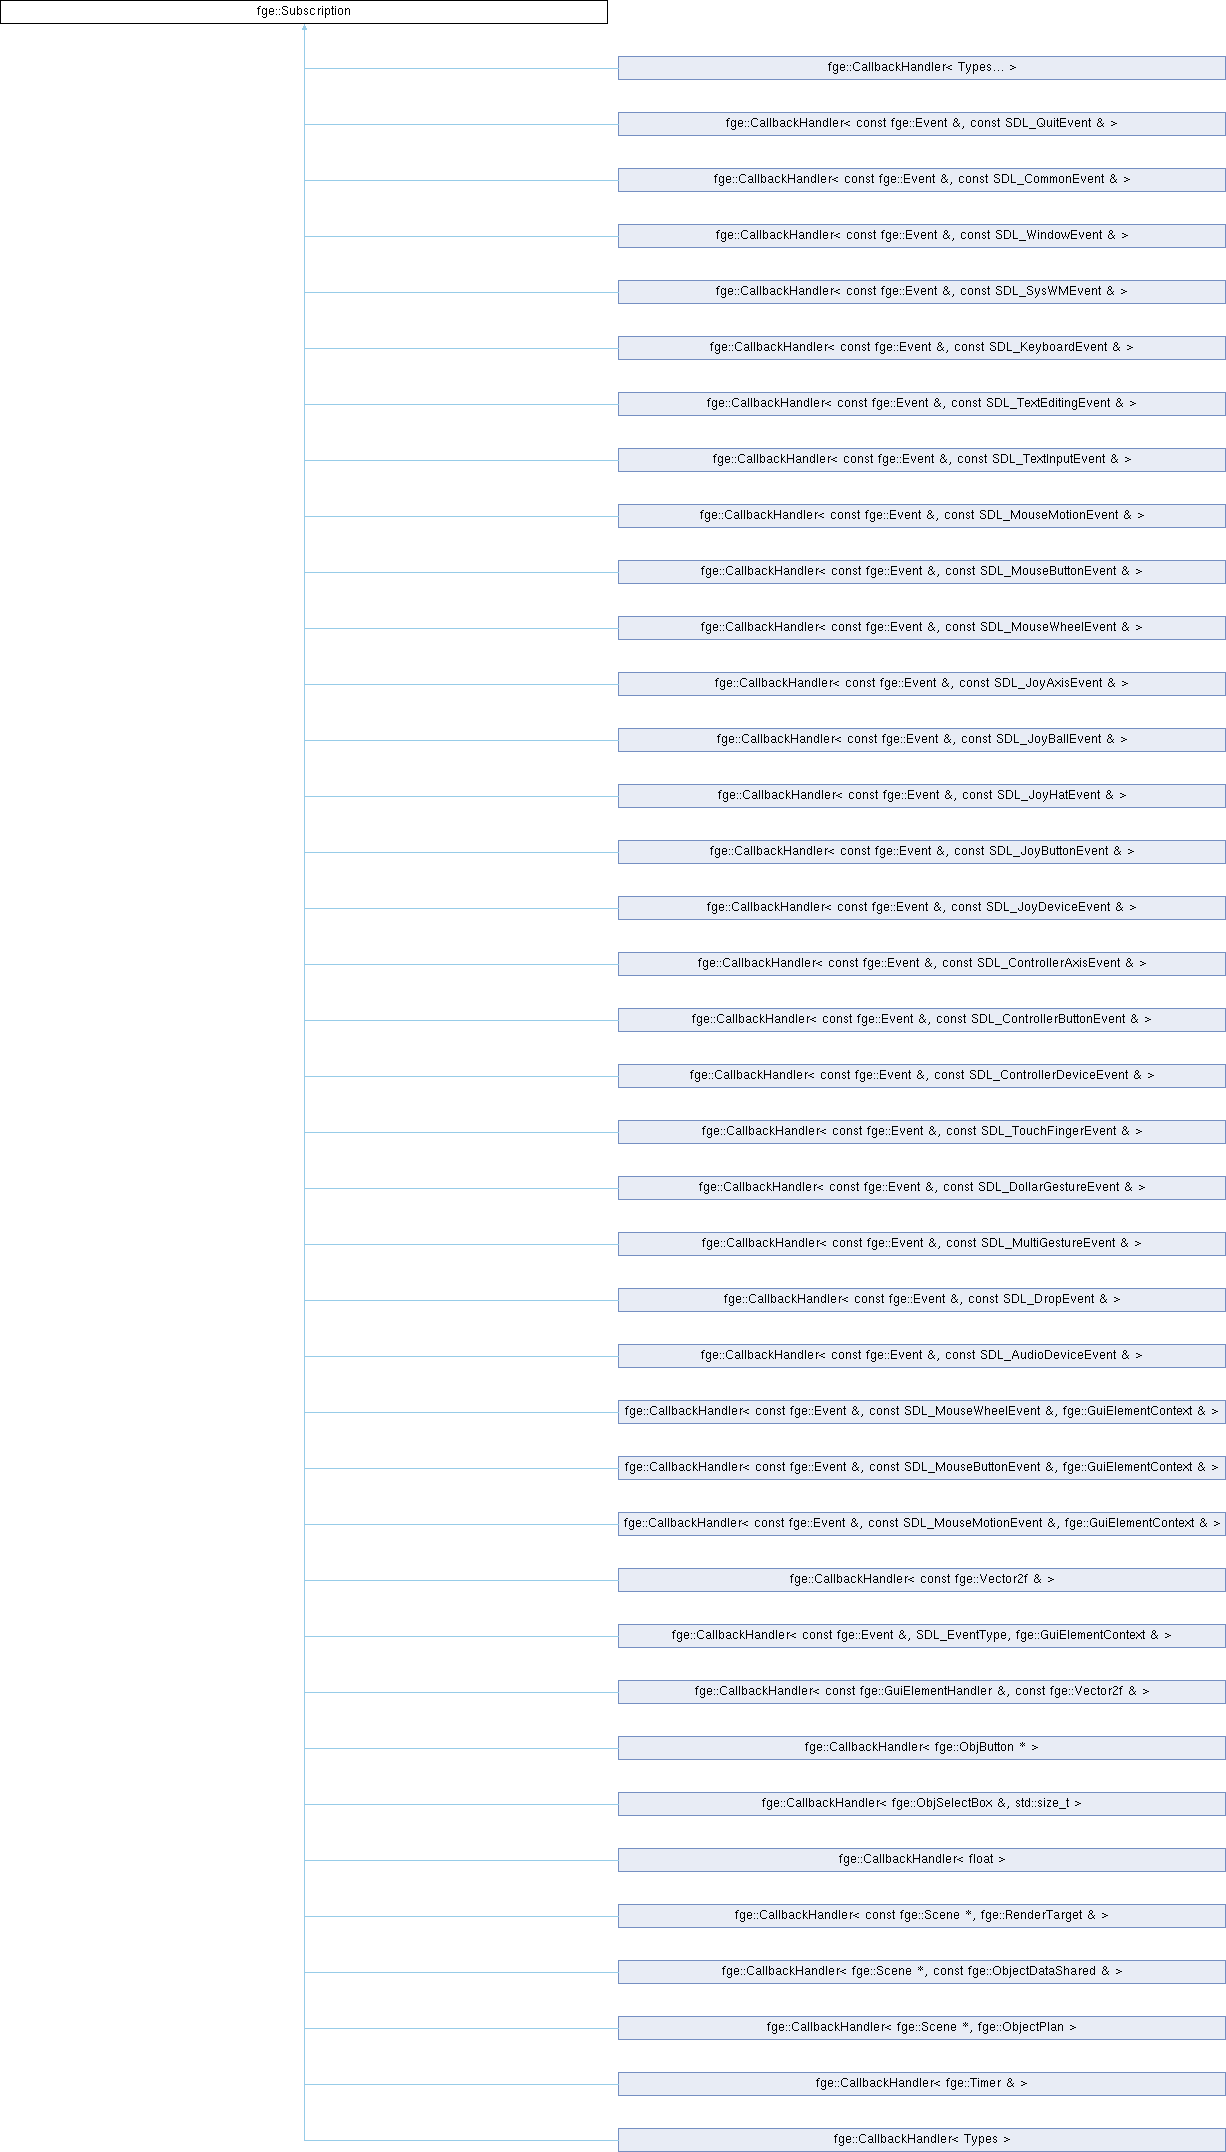 fge::Subscription
fge::CallbackHandler< Types... >
fge::CallbackHandler< const fge::Event &, const SDL_QuitEvent & >
fge::CallbackHandler< const fge::Event &, const SDL_CommonEvent & >
fge::CallbackHandler< const fge::Event &, const SDL_WindowEvent & >
fge::CallbackHandler< const fge::Event &, const SDL_SysWMEvent & >
fge::CallbackHandler< const fge::Event &, const SDL_KeyboardEvent & >
fge::CallbackHandler< const fge::Event &, const SDL_TextEditingEvent & >
fge::CallbackHandler< const fge::Event &, const SDL_TextInputEvent & >
fge::CallbackHandler< const fge::Event &, const SDL_MouseMotionEvent & >
fge::CallbackHandler< const fge::Event &, const SDL_MouseButtonEvent & >
fge::CallbackHandler< const fge::Event &, const SDL_MouseWheelEvent & >
fge::CallbackHandler< const fge::Event &, const SDL_JoyAxisEvent & >
fge::CallbackHandler< const fge::Event &, const SDL_JoyBallEvent & >
fge::CallbackHandler< const fge::Event &, const SDL_JoyHatEvent & >
fge::CallbackHandler< const fge::Event &, const SDL_JoyButtonEvent & >
fge::CallbackHandler< const fge::Event &, const SDL_JoyDeviceEvent & >
fge::CallbackHandler< const fge::Event &, const SDL_ControllerAxisEvent & >
fge::CallbackHandler< const fge::Event &, const SDL_ControllerButtonEvent & >
fge::CallbackHandler< const fge::Event &, const SDL_ControllerDeviceEvent & >
fge::CallbackHandler< const fge::Event &, const SDL_TouchFingerEvent & >
fge::CallbackHandler< const fge::Event &, const SDL_DollarGestureEvent & >
fge::CallbackHandler< const fge::Event &, const SDL_MultiGestureEvent & >
fge::CallbackHandler< const fge::Event &, const SDL_DropEvent & >
fge::CallbackHandler< const fge::Event &, const SDL_AudioDeviceEvent & >
fge::CallbackHandler< const fge::Event &, const SDL_MouseWheelEvent &, fge::GuiElementContext & >
fge::CallbackHandler< const fge::Event &, const SDL_MouseButtonEvent &, fge::GuiElementContext & >
fge::CallbackHandler< const fge::Event &, const SDL_MouseMotionEvent &, fge::GuiElementContext & >
fge::CallbackHandler< const fge::Vector2f & >
fge::CallbackHandler< const fge::Event &, SDL_EventType, fge::GuiElementContext & >
fge::CallbackHandler< const fge::GuiElementHandler &, const fge::Vector2f & >
fge::CallbackHandler< fge::ObjButton * >
fge::CallbackHandler< fge::ObjSelectBox &, std::size_t >
fge::CallbackHandler< float >
fge::CallbackHandler< const fge::Scene *, fge::RenderTarget & >
fge::CallbackHandler< fge::Scene *, const fge::ObjectDataShared & >
fge::CallbackHandler< fge::Scene *, fge::ObjectPlan >
fge::CallbackHandler< fge::Timer & >
fge::CallbackHandler< Types >